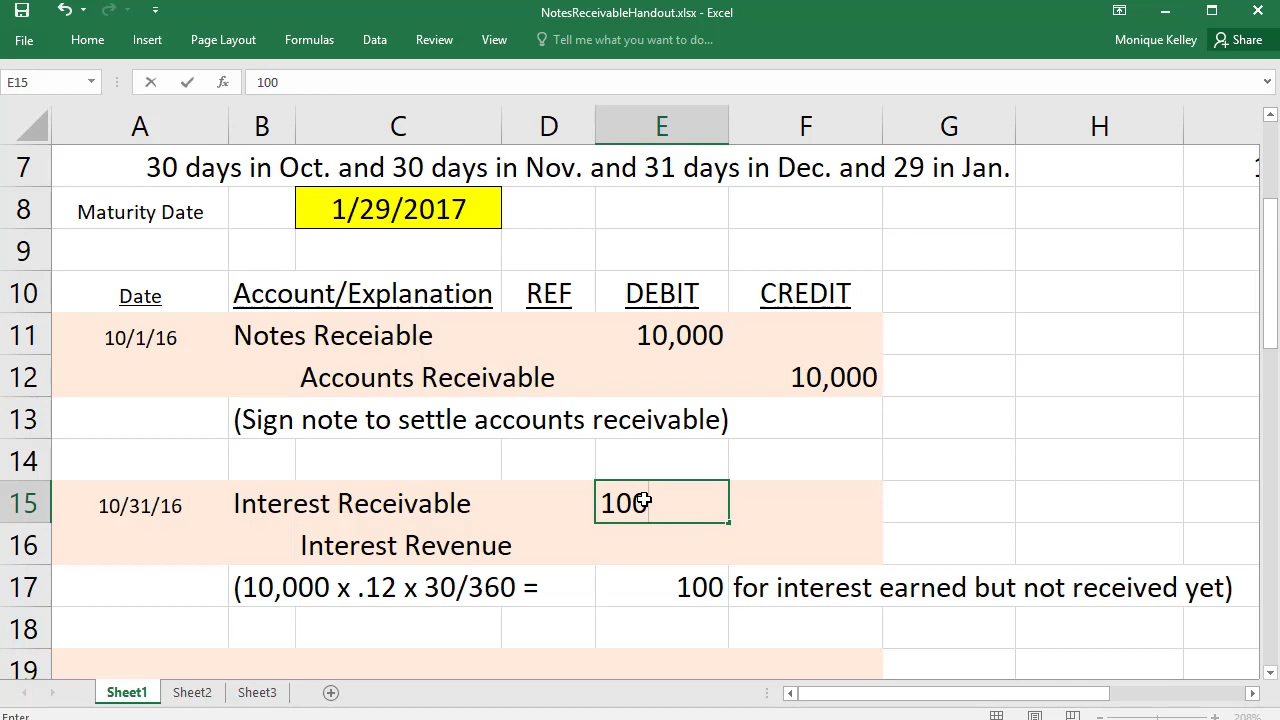 NotesReceivableHandout.xlsx - Excel
File Home Insert Page Layout Formulas Data Review View Tell me what you want to do... Monique Kelley Share
E15 fx 100
A B C D E F G H
7 30 days in Oct. and 30 days in Nov. and 31 days in Dec. and 29 in Jan.
8 Maturity Date 1/29/2017
9
10 Date Account/Explanation REF DEBIT CREDIT
11 10/1/16 Notes Receiable 10,000
12 Accounts Receivable 10,000
13 (Sign note to settle accounts receivable)
14
15 10/31/16 Interest Receivable 100
16 Interest Revenue
17 (10,000 x .12 x 30/360 = 100 for interest earned but not received yet)
18
19
Sheet1 Sheet2 Sheet3
Enter 208%